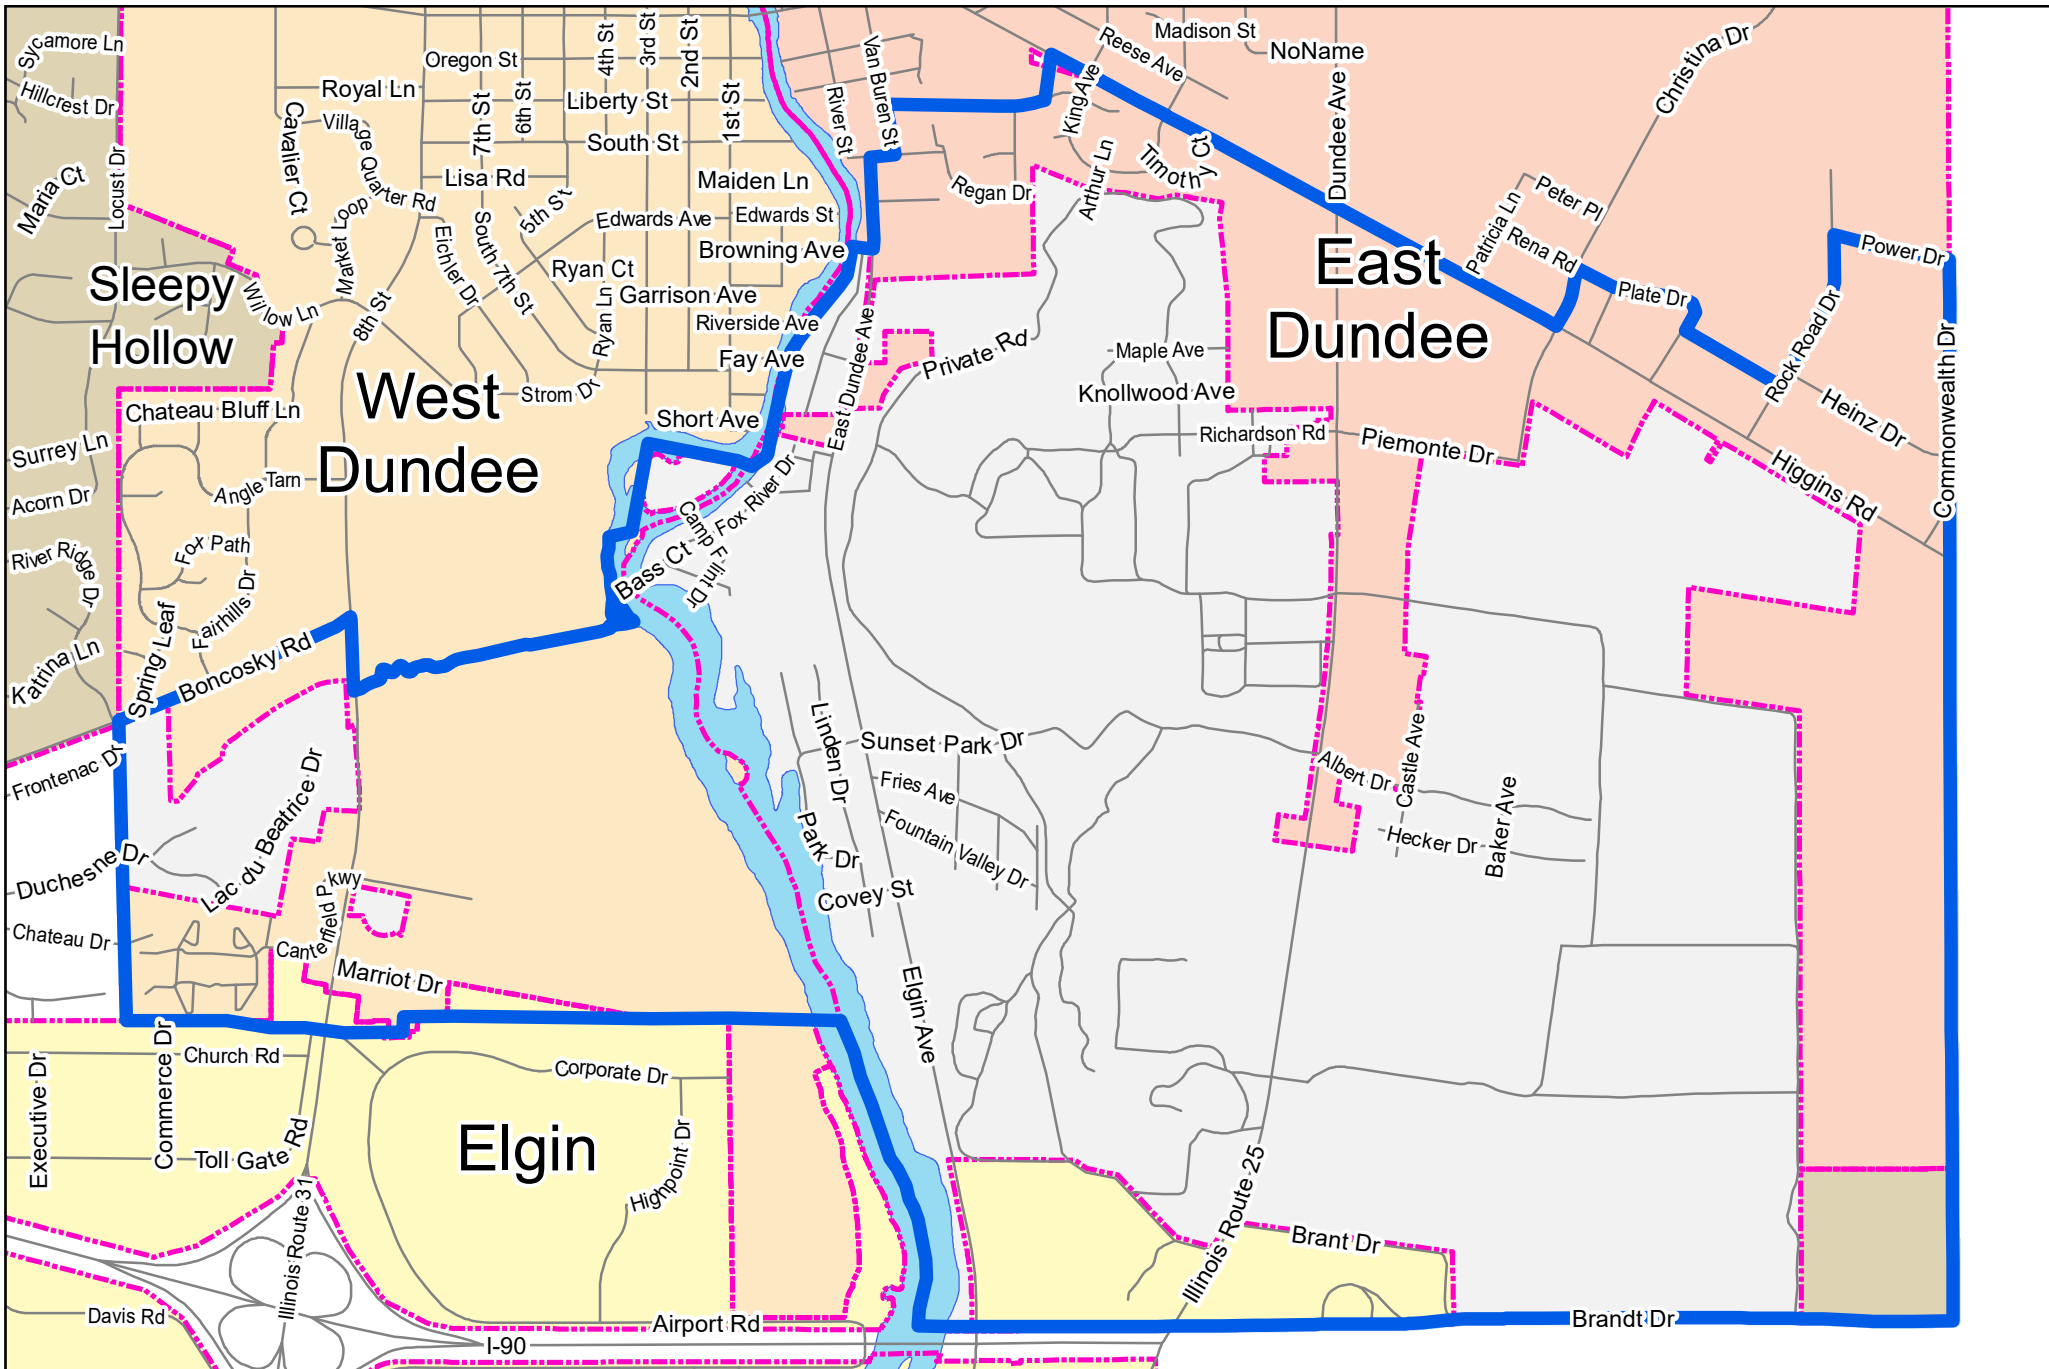 Sycamore Ln
Hillcrest Dr
Maria Ct
Locust Dr
Sleepy
Hollow
Willow Ln
Royal Ln
Cavalier Ct
Village Quarter Rd
Market Loop
8th St
Oregon St
7th St
6th St
4th St
3rd St
2nd St
1st St
Liberty St
South St
Lisa Rd
Maiden Ln
5th St
Edwards Ave
Edwards St
Browning Ave
South 7th St
Eichler Dr
Ryan Ct
Ryan Ln
Garrison Ave
Riverside Ave
Fay Ave
Strom Dr
Short Ave
West
Dundee
Chateau Bluff Ln
Surrey Ln
Acorn Dr
Angle Tarn
Fox Path
Fairhills Dr
River Ridge Dr
Katrina Ln
Spring Leaf
Boncosky Rd
Frontenac Dr
Duchesne Dr
Chateau Dr
Lac du Beatrice Dr
Canterfield Pkwy
Marriot Dr
Church Rd
Executive Dr
Commerce Dr
Toll Gate Rd
Illinois Route 31
Davis Rd
Elgin
Corporate Dr
Highpoint Dr
Airport Rd
I-90
Van Buren St
River St
Regan Dr
King Ave
Reese Ave
Madison St
NoName
Arthur Ln
Timothy Ct
Dundee Ave
Christina Dr
East
Dundee
Peter Pl
Patricia Ln
Rena Rd
Plate Dr
Power Dr
Rock Road Dr
Heinz Dr
Commonwealth Dr
Higgins Rd
East Dundee Ave
Private Rd
Maple Ave
Knollwood Ave
Richardson Rd
Piemonte Dr
Fox River Dr
Camp Flint Dr
Bass Ct
Linden Dr
Sunset Park Dr
Fries Ave
Fountain Valley Dr
Park Dr
Covey St
Elgin Ave
Albert Dr
Castle Ave
Hecker Dr
Baker Ave
Illinois Route 25
Brant Dr
Brandt Dr